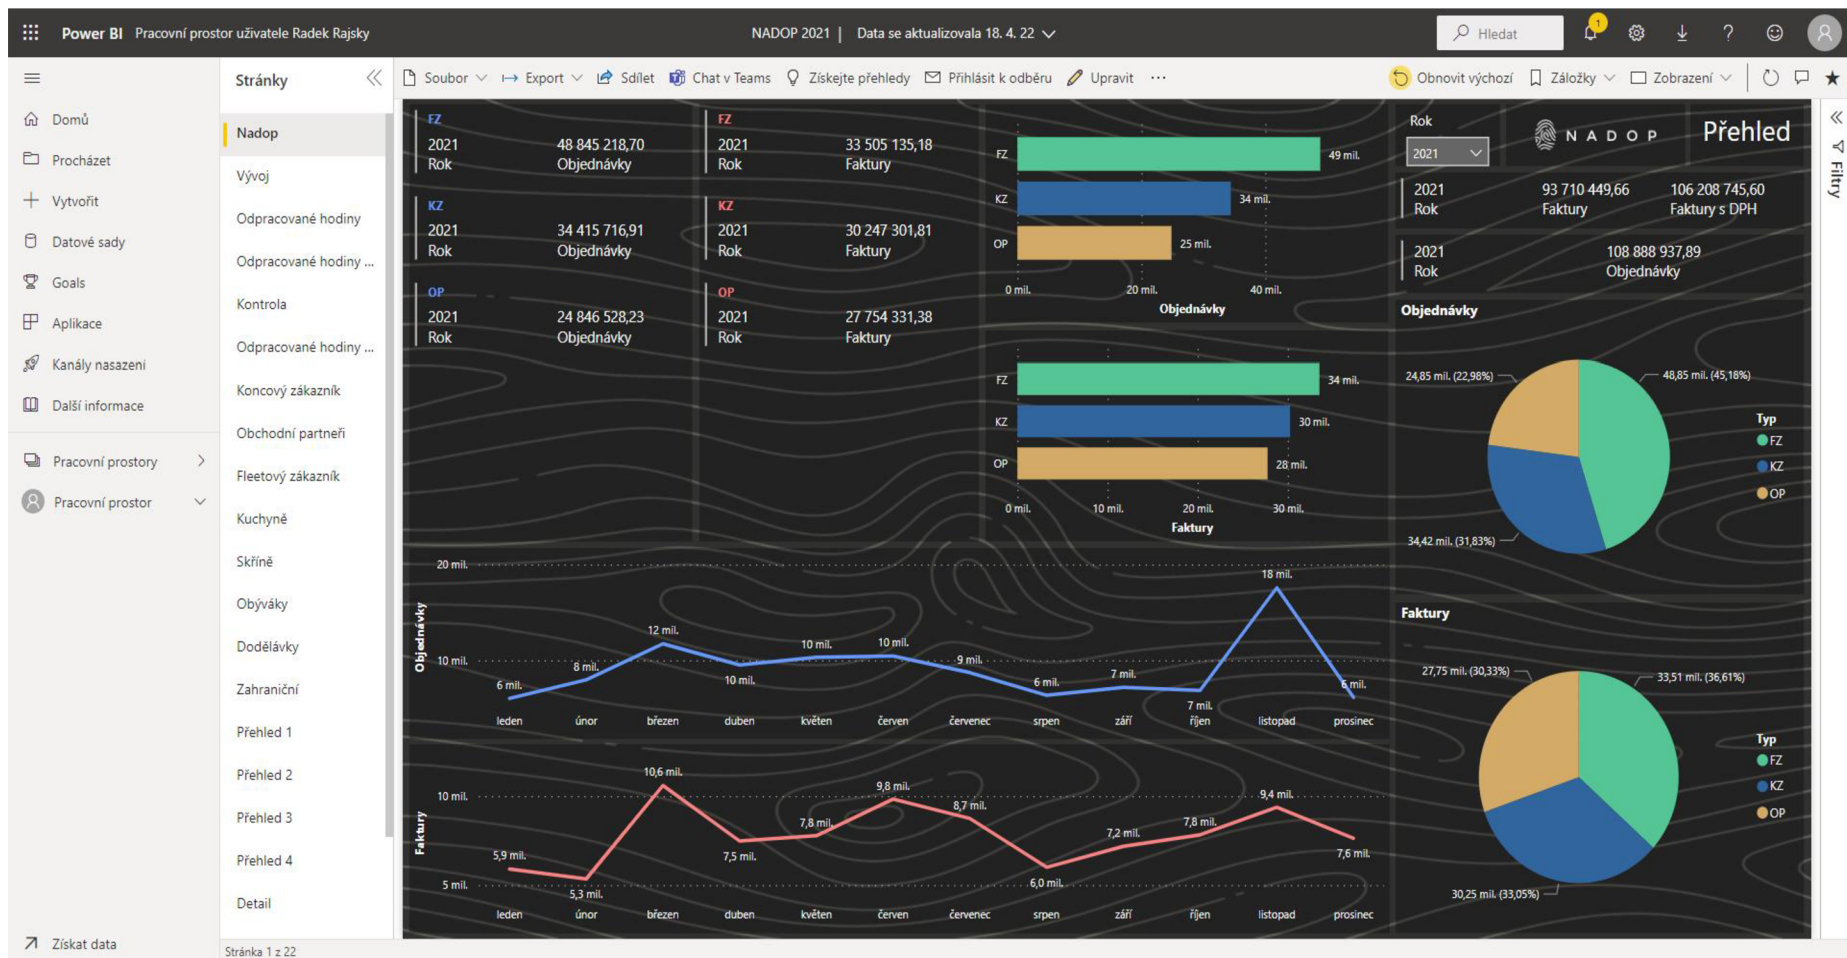 Power BI Pracovní prostor uživatele Radek Rajsky
NADOP 2021 | Data se aktualizovala 18. 4. 22
Hledat
1
Domů
Procházet
Vytvořit
Datové sady
Goals
Aplikace
Kanály nasazení
Další informace
Pracovní prostory
Pracovní prostor
Získat data
Stránky
Nadop
Vývoj
Odpracované hodiny
Odpracované hodiny ...
Kontrola
Odpracované hodiny ...
Koncový zákazník
Obchodní partneři
Fleetový zákazník
Kuchyně
Skříně
Obýváky
Dodělávky
Zahraniční
Přehled 1
Přehled 2
Přehled 3
Přehled 4
Detail
Stránka 1 z 22
Soubor Export Sdílet Chat v Teams Získejte přehledy Přihlásit k odběru Upravit ...
Obnovit výchozí Záložky Zobrazení
FZ
2021 48 845 218,70
Rok Objednávky
FZ
2021 33 505 135,18
Rok Faktury
KZ
2021 34 415 716,91
Rok Objednávky
KZ
2021 30 247 301,81
Rok Faktury
OP
2021 24 846 528,23
Rok Objednávky
OP
2021 27 754 331,38
Rok Faktury
FZ 49 mil.
KZ 34 mil.
OP 25 mil.
0 mil. 20 mil. 40 mil.
Objednávky
FZ 34 mil.
KZ 30 mil.
OP 28 mil.
0 mil. 10 mil. 20 mil. 30 mil.
Faktury
Rok
2021
NADOP
Přehled
2021 93 710 449,66 106 208 745,60
Rok Faktury Faktury s DPH
2021 108 888 937,89
Rok Objednávky
Objednávky
24,85 mil. (22,98%)
48,85 mil. (45,18%)
34,42 mil. (31,83%)
Typ
FZ
KZ
OP
Faktury
27,75 mil. (30,33%)
33,51 mil. (36,61%)
30,25 mil. (33,05%)
Typ
FZ
KZ
OP
Filtry
Objednávky
20 mil.
10 mil.
6 mil. 8 mil. 12 mil. 10 mil. 10 mil. 10 mil. 9 mil. 6 mil. 7 mil. 7 mil. 18 mil. 6 mil.
leden únor březen duben květen červen červenec srpen září říjen listopad prosinec
Faktury
10 mil.
5 mil.
5,9 mil. 5,3 mil. 10,6 mil. 7,5 mil. 7,8 mil. 9,8 mil. 8,7 mil. 6,0 mil. 7,2 mil. 7,8 mil. 9,4 mil. 7,6 mil.
leden únor březen duben květen červen červenec srpen září říjen listopad prosinec